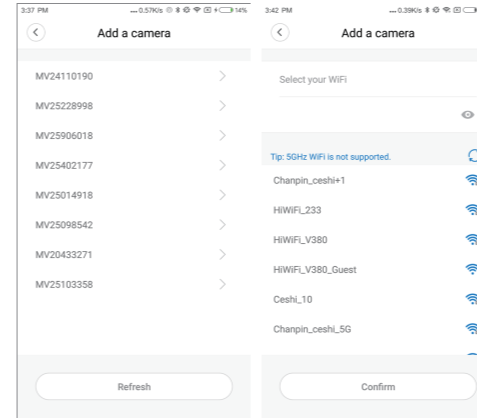 3:37 PM
0.57K/s
14%
Add a camera
MV24110190
MV25228998
MV25906018
MV25402177
MV25014918
MV25098542
MV20433271
MV25103358
Refresh
3:42 PM
0.39K/s
Add a camera
Select your WiFi
Tip: 5GHz WiFi is not supported.
Chanpin_ceshi+1
HiWiFi_233
HiWiFi_V380
HiWiFi_V380_Guest
Ceshi_10
Chanpin_ceshi_5G
Confirm